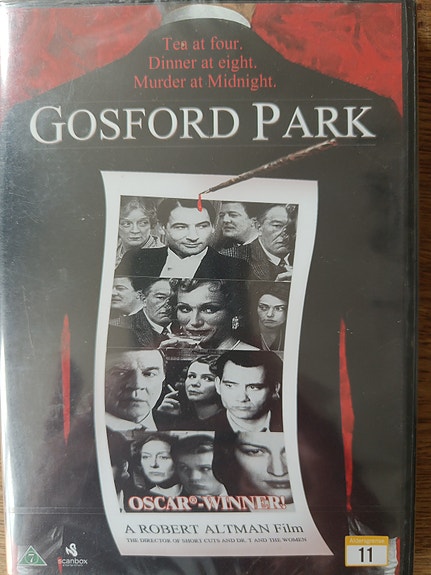 Tea at four.
Dinner at eight.
Murder at Midnight.
GOSFORD PARK
OSCAR®-WINNER!
A ROBERT ALTMAN Film
THE DIRECTOR OF SHORT CUTS AND DR. T AND THE WOMEN
7
scanbox
Aldersgrense
11